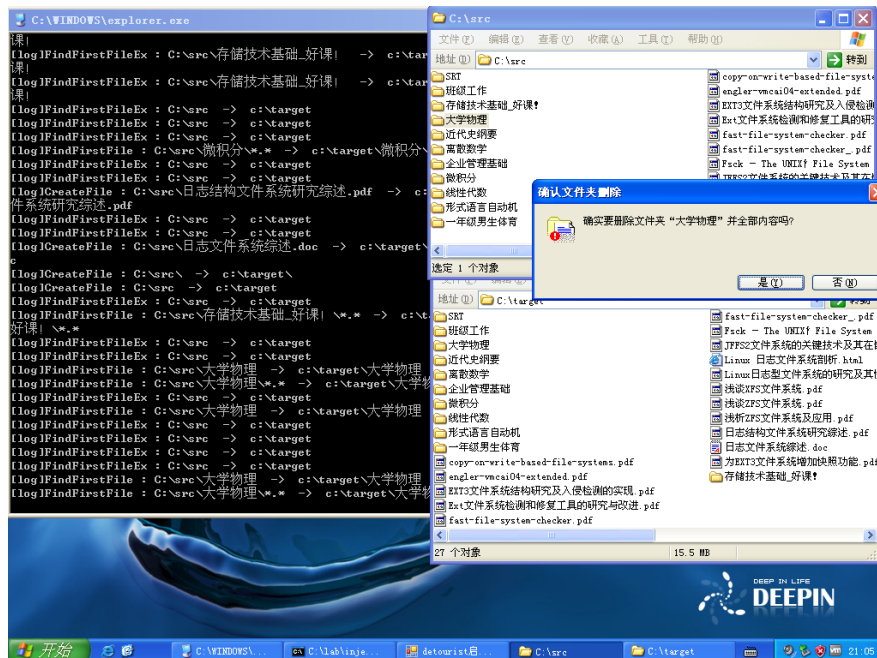 C:\WINDOWS\explorer.exe
课!
[log]FindFirstFileEx : C:\src\存储技术基础_好课! -> c:\tar
课!
[log]FindFirstFileEx : C:\src\存储技术基础_好课! -> c:\tar
课!
[log]FindFirstFileEx : C:\src -> c:\target
[log]FindFirstFileEx : C:\src -> c:\target
[log]FindFirstFileEx : C:\src -> c:\target
[log]FindFirstFile : C:\src\微积分\*.* -> c:\target\微积分\
[log]FindFirstFileEx : C:\src -> c:\target
[log]CreateFile : C:\src\日志结构文件系统研究综述.pdf -> c:
件系统研究综述.pdf
[log]FindFirstFileEx : C:\src -> c:\target
[log]CreateFile : C:\src\日志文件系统综述.doc -> c:\target\
c
[log]CreateFile : C:\src\ -> c:\target\
[log]CreateFile : C:\src -> c:\target
[log]FindFirstFileEx : C:\src -> c:\target
[log]FindFirstFile : C:\src\存储技术基础_好课! \*.* -> c:\t
好课! \*.*
[log]FindFirstFileEx : C:\src -> c:\target
[log]FindFirstFileEx : C:\src -> c:\target
[log]FindFirstFile : C:\src\大学物理 -> c:\target\大学物理
[log]FindFirstFile : C:\src\大学物理\*.* -> c:\target\大学物
[log]FindFirstFileEx : C:\src -> c:\target
[log]FindFirstFile : C:\src\大学物理 -> c:\target\大学物理
[log]FindFirstFileEx : C:\src -> c:\target
[log]FindFirstFileEx : C:\src -> c:\target
[log]FindFirstFileEx : C:\src -> c:\target
[log]FindFirstFileEx : C:\src -> c:\target
[log]FindFirstFile : C:\src\大学物理 -> c:\target\大学物理
[log]FindFirstFile : C:\src\大学物理\*.* -> c:\target\大学物
C:\src
文件(F) 编辑(E) 查看(V) 收藏(A) 工具(T) 帮助(H)
地址(D) C:\src 转到
SRT
班级工作
存储技术基础_好课!
大学物理
近代史纲要
离散数学
企业管理基础
微积分
线性代数
形式语言自动机
一年级男生体育
copy-on-write-based-file-syste
engler-vmcai04-extended.pdf
EXT3文件系统结构研究及入侵检测
Ext文件系统检测和修复工具的研
fast-file-system-checker.pdf
fast-file-system-checker_.pdf
Fsck - The UNIX† File System
JFFS2文件系统的关键技术及其在
选定 1 个对象
确认文件夹删除
确实要删除文件夹“大学物理”并全部内容吗?
是(Y) 否(N)
地址(D) C:\target 转到
SRT
班级工作
大学物理
近代史纲要
离散数学
企业管理基础
微积分
线性代数
形式语言自动机
一年级男生体育
copy-on-write-based-file-systems.pdf
engler-vmcai04-extended.pdf
EXT3文件系统结构研究及入侵检测的实现.pdf
Ext文件系统检测和修复工具的研究与改进.pdf
fast-file-system-checker.pdf
fast-file-system-checker_.pdf
Fsck - The UNIX† File System
JFFS2文件系统的关键技术及其在
Linux 日志文件系统剖析.html
Linux日志型文件系统的研究及其
浅谈XFS文件系统.pdf
浅谈ZFS文件系统.pdf
浅析ZFS文件系统及应用.pdf
日志结构文件系统研究综述.pdf
日志文件系统综述.doc
为EXT3文件系统增加快照功能.pdf
存储技术基础_好课!
27 个对象 15.5 MB
DEEP IN LIFE
DEEPIN
开始 C:\WINDOWS\... C:\lab\inje... detourist启... C:\src C:\target 21:05